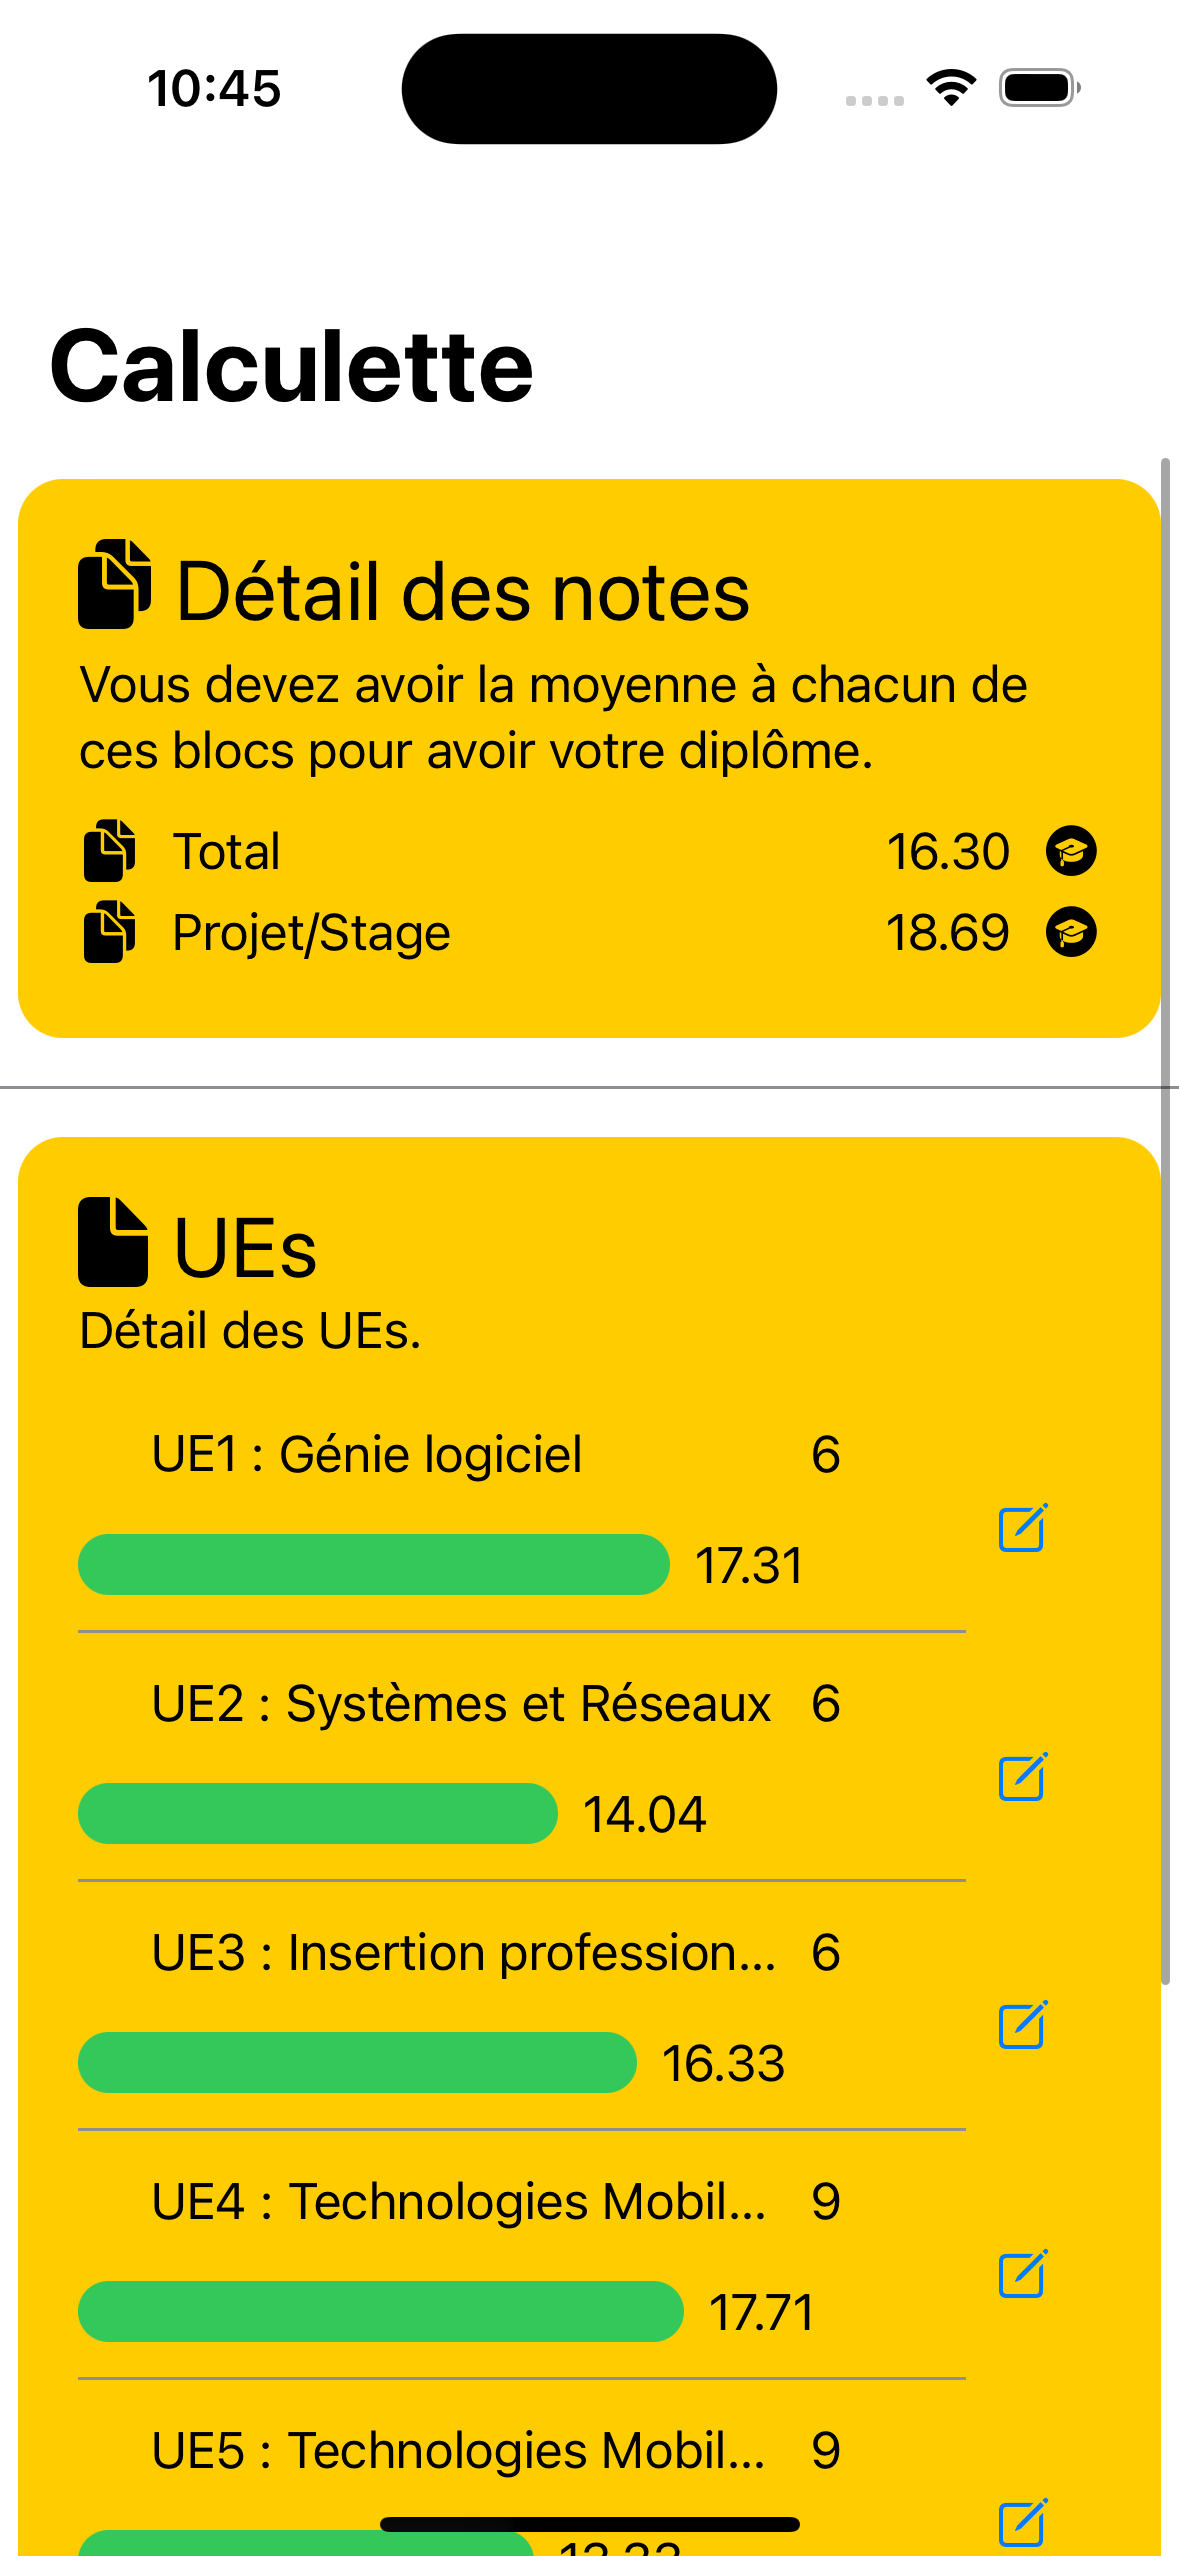 10:45
Calculette
Détail des notes
Vous devez avoir la moyenne à chacun de
ces blocs pour avoir votre diplôme.
Total 16.30
Projet/Stage 18.69
UEs
Détail des UEs.
UE1 : Génie logiciel 6
17.31
UE2 : Systèmes et Réseaux 6
14.04
UE3 : Insertion profession... 6
16.33
UE4 : Technologies Mobil... 9
17.71
UE5 : Technologies Mobil... 9